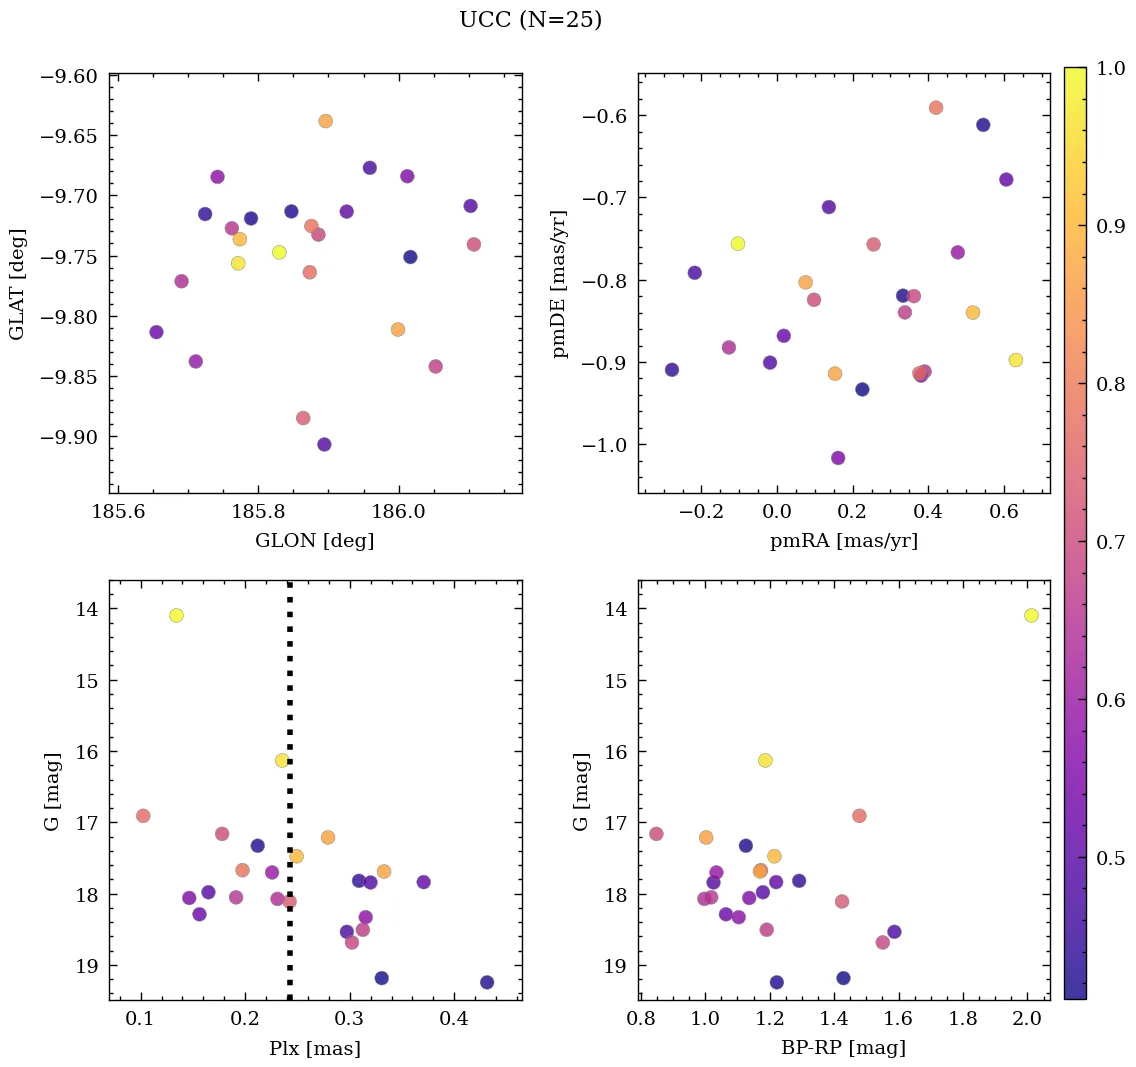 UCC (N=25)
−9.60
−9.65
−9.70
−9.75
−9.80
−9.85
−9.90
GLAT [deg]
185.6 185.8 186.0
GLON [deg]
−0.6
−0.7
−0.8
−0.9
−1.0
pmDE [mas/yr]
−0.2 0.0 0.2 0.4 0.6
pmRA [mas/yr]
14
15
16
17
18
19
G [mag]
0.1 0.2 0.3 0.4
Plx [mas]
14
15
16
17
18
19
G [mag]
0.8 1.0 1.2 1.4 1.6 1.8 2.0
BP-RP [mag]
1.0
0.9
0.8
0.7
0.6
0.5